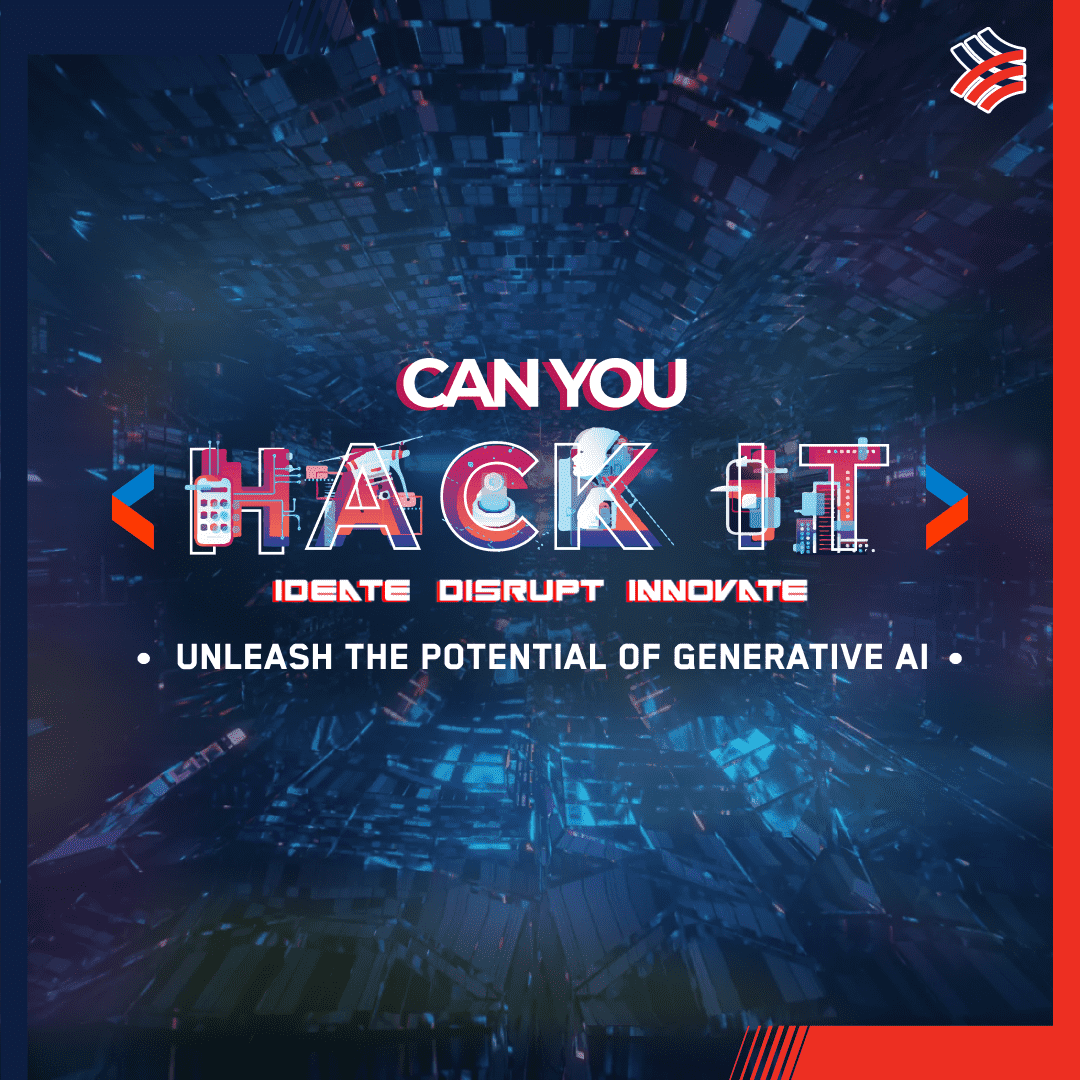 CAN YOU
< HACK IT >
IDEATE DISRUPT INNOVATE
• UNLEASH THE POTENTIAL OF GENERATIVE AI •